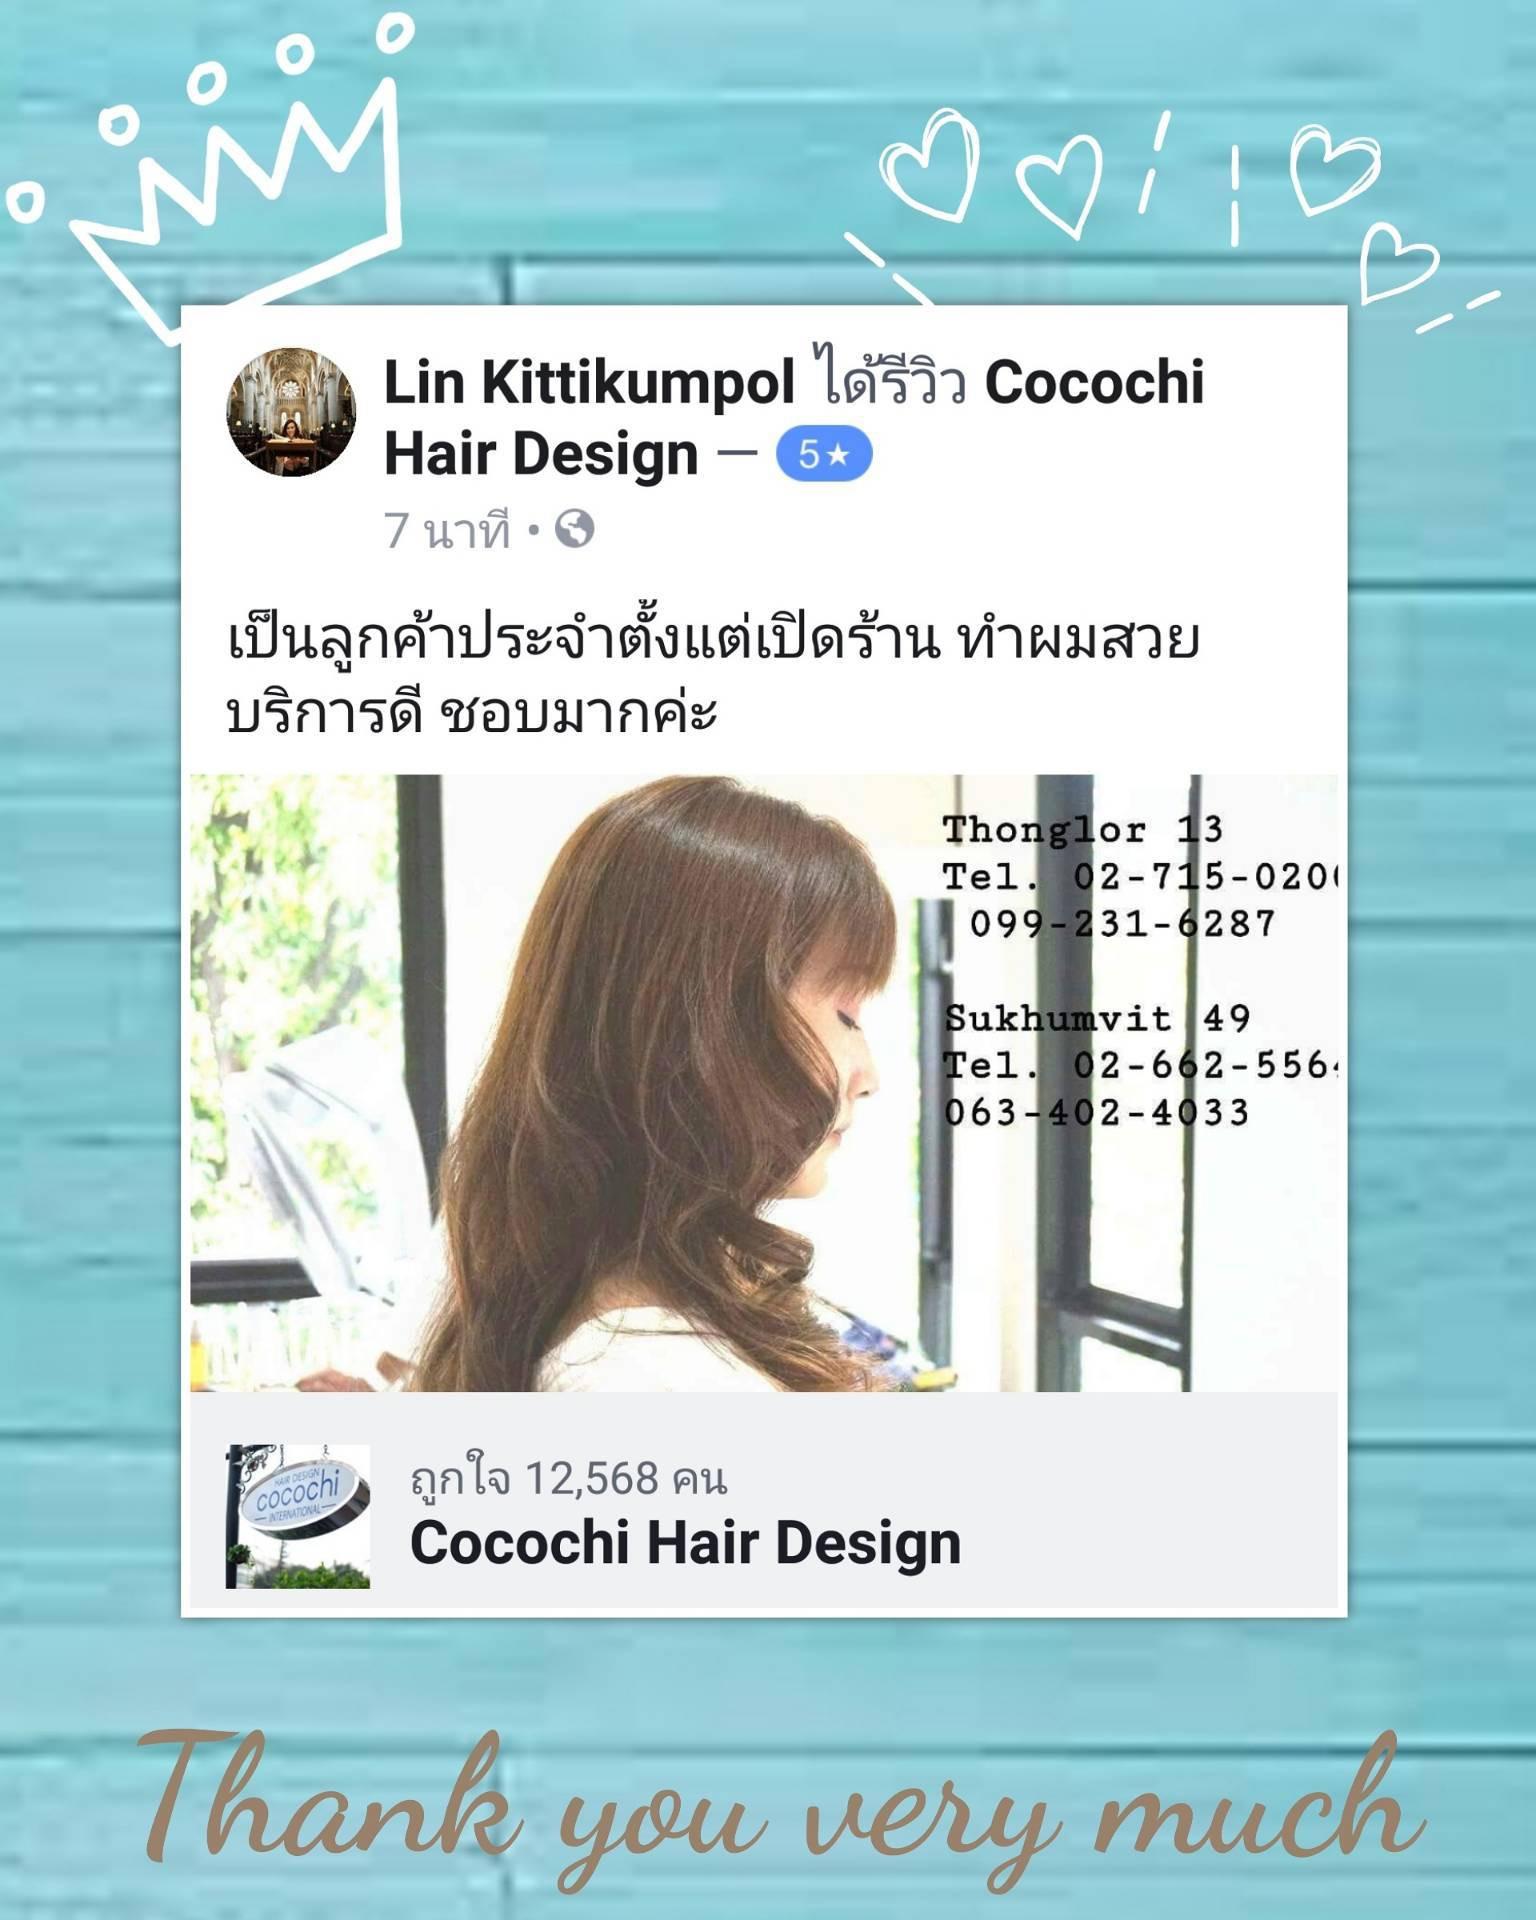 Lin Kittikumpol ได้รีวิว Cocochi
Hair Design — 5★
7 นาที •
เป็นลูกค้าประจำตั้งแต่เปิดร้าน ทำผมสวย
บริการดี ชอบมากค่ะ
Thonglor 13
Tel. 02-715-020
099-231-6287
Sukhumvit 49
Tel. 02-662-556
063-402-4033
HAIR DESIGN
cocochi
INTERNATIONAL
ถูกใจ 12,568 คน
Cocochi Hair Design
Thank you very much